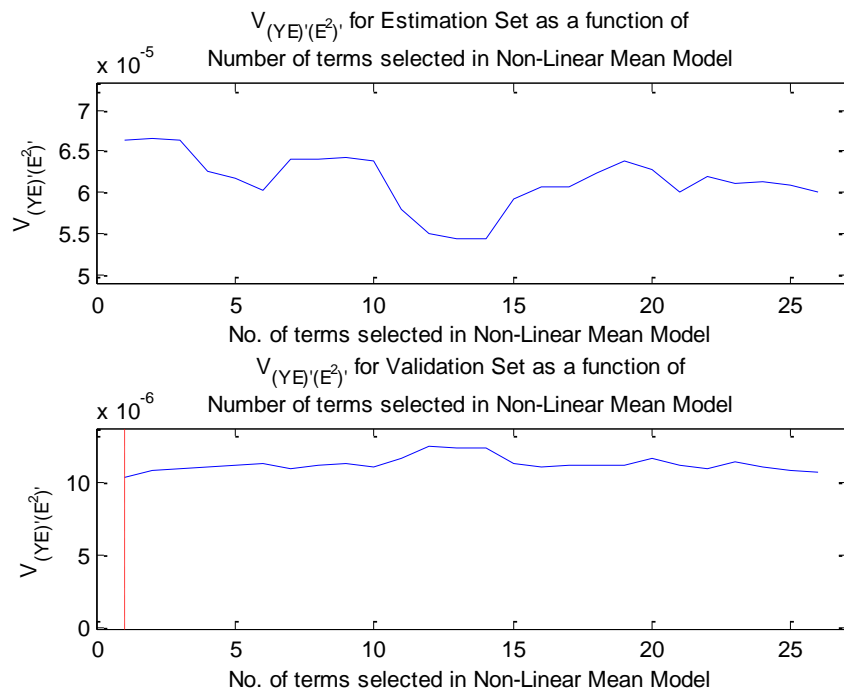 V(YE)'(E²)' for Estimation Set as a function of
Number of terms selected in Non-Linear Mean Model
x 10⁻⁵
7
6.5
6
5.5
5
V(YE)'(E²)'
0 5 10 15 20 25
No. of terms selected in Non-Linear Mean Model
V(YE)'(E²)' for Validation Set as a function of
Number of terms selected in Non-Linear Mean Model
x 10⁻⁶
10
5
0
V(YE)'(E²)'
0 5 10 15 20 25
No. of terms selected in Non-Linear Mean Model